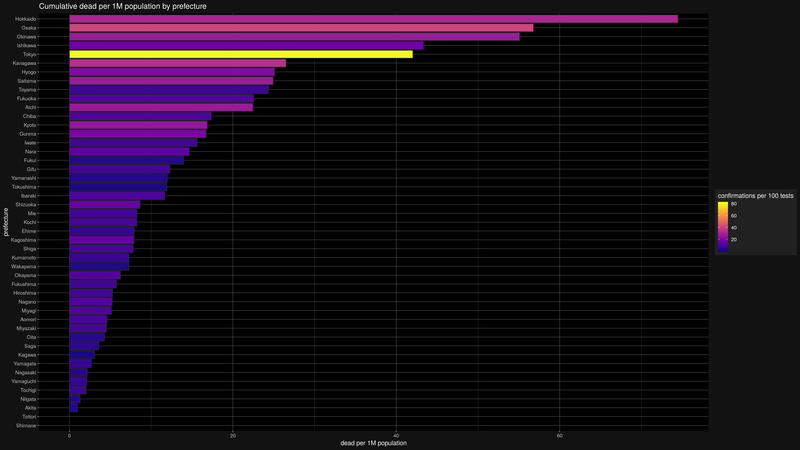 Cumulative dead per 1M population by prefecture
Hokkaido
Osaka
Okinawa
Ishikawa
Tokyo
Kanagawa
Hyogo
Saitama
Toyama
Fukuoka
Aichi
Chiba
Kyoto
Gunma
Iwate
Nara
Fukui
Gifu
Yamanashi
Tokushima
Ibaraki
Shizuoka
Mie
Kochi
Ehime
Kagoshima
Shiga
Kumamoto
Wakayama
Okayama
Fukushima
Hiroshima
Nagano
Miyagi
Aomori
Miyazaki
Oita
Saga
Kagawa
Yamagata
Nagasaki
Yamaguchi
Tochigi
Niigata
Akita
Tottori
Shimane
prefecture
0 20 40 60
dead per 1M population
confirmations per 100 tests
80
60
40
20